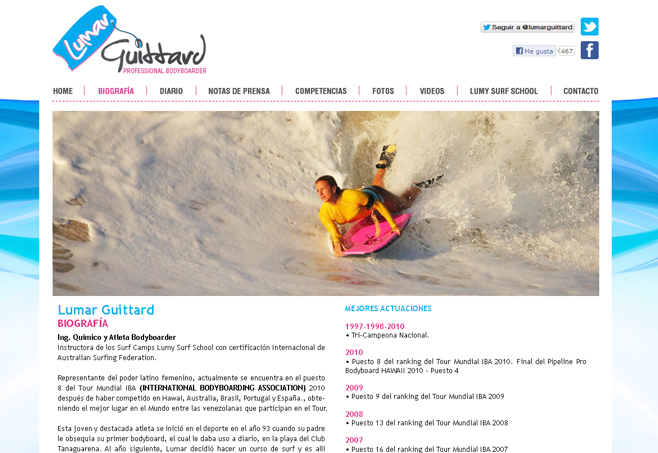 Lumar
Guittard
PROFESSIONAL BODYBOARDER
Seguir a @lumarguittard
Me gusta 467
HOME BIOGRAFÍA DIARIO NOTAS DE PRENSA COMPETENCIAS FOTOS VIDEOS LUMY SURF SCHOOL CONTACTO
Lumar Guittard
BIOGRAFÍA
Ing. Químico y Atleta Bodyboarder
Instructora de los Surf Camps Lumy Surf School con certificación Internacional de
Australian Surfing Federation.
Representante del poder latino femenino, actualmente se encuentra en el puesto
8 del Tour Mundial IBA (INTERNATIONAL BODYBOARDING ASSOCIATION) 2010
después de haber competido en Hawai, Australia, Brasil, Portugal y España., obte-
niendo el mejor lugar en el Mundo entre las venezolanas que participan en el Tour.
Esta joven y destacada atleta se inició en el deporte en el año 93 cuando su padre
le obsequia su primer bodyboard, el cual le daba uso a diario, en la playa del Club
Tanaguarena. Al año siguiente, Lumar decidió hacer un curso de surf y es allí
MEJORES ACTUACIONES
1997-1998-2010
• Tri-Campeona Nacional.
2010
• Puesto 8 del ranking del Tour Mundial IBA 2010. Final del Pipeline Pro
Bodyboard HAWAII 2010 - Puesto 4
2009
• Puesto 9 del ranking del Tour Mundial IBA 2009
2008
• Puesto 13 del ranking del Tour Mundial IBA 2008
2007
• Puesto 16 del ranking del Tour Mundial IBA 2007